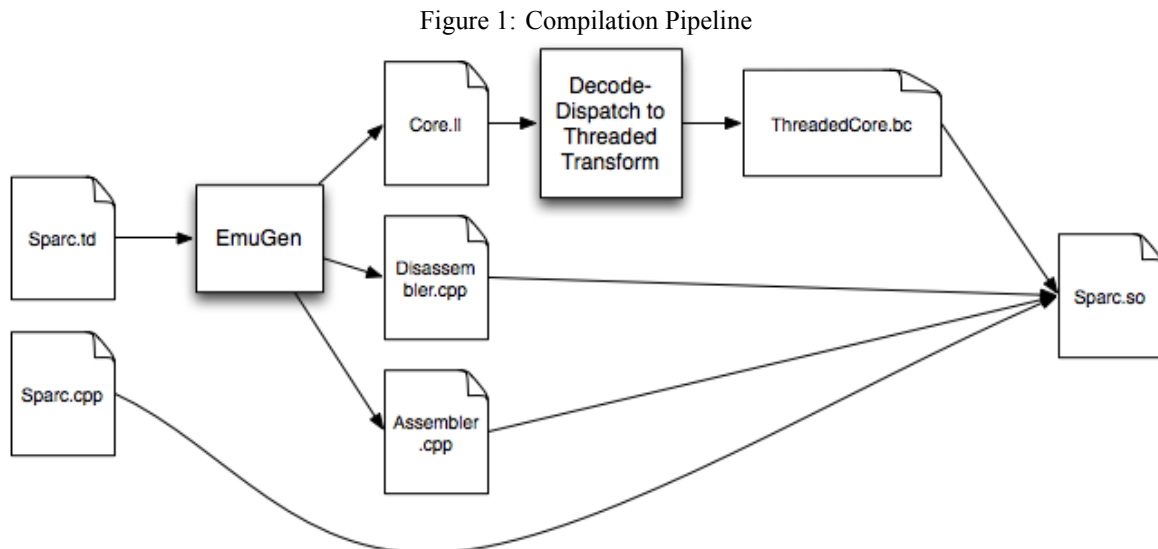 Figure 1: Compilation Pipeline
Sparc.td
Sparc.cpp
EmuGen
Core.ll
Disassem
bler.cpp
Assembler
.cpp
Decode-
Dispatch to
Threaded
Transform
ThreadedCore.bc
Sparc.so